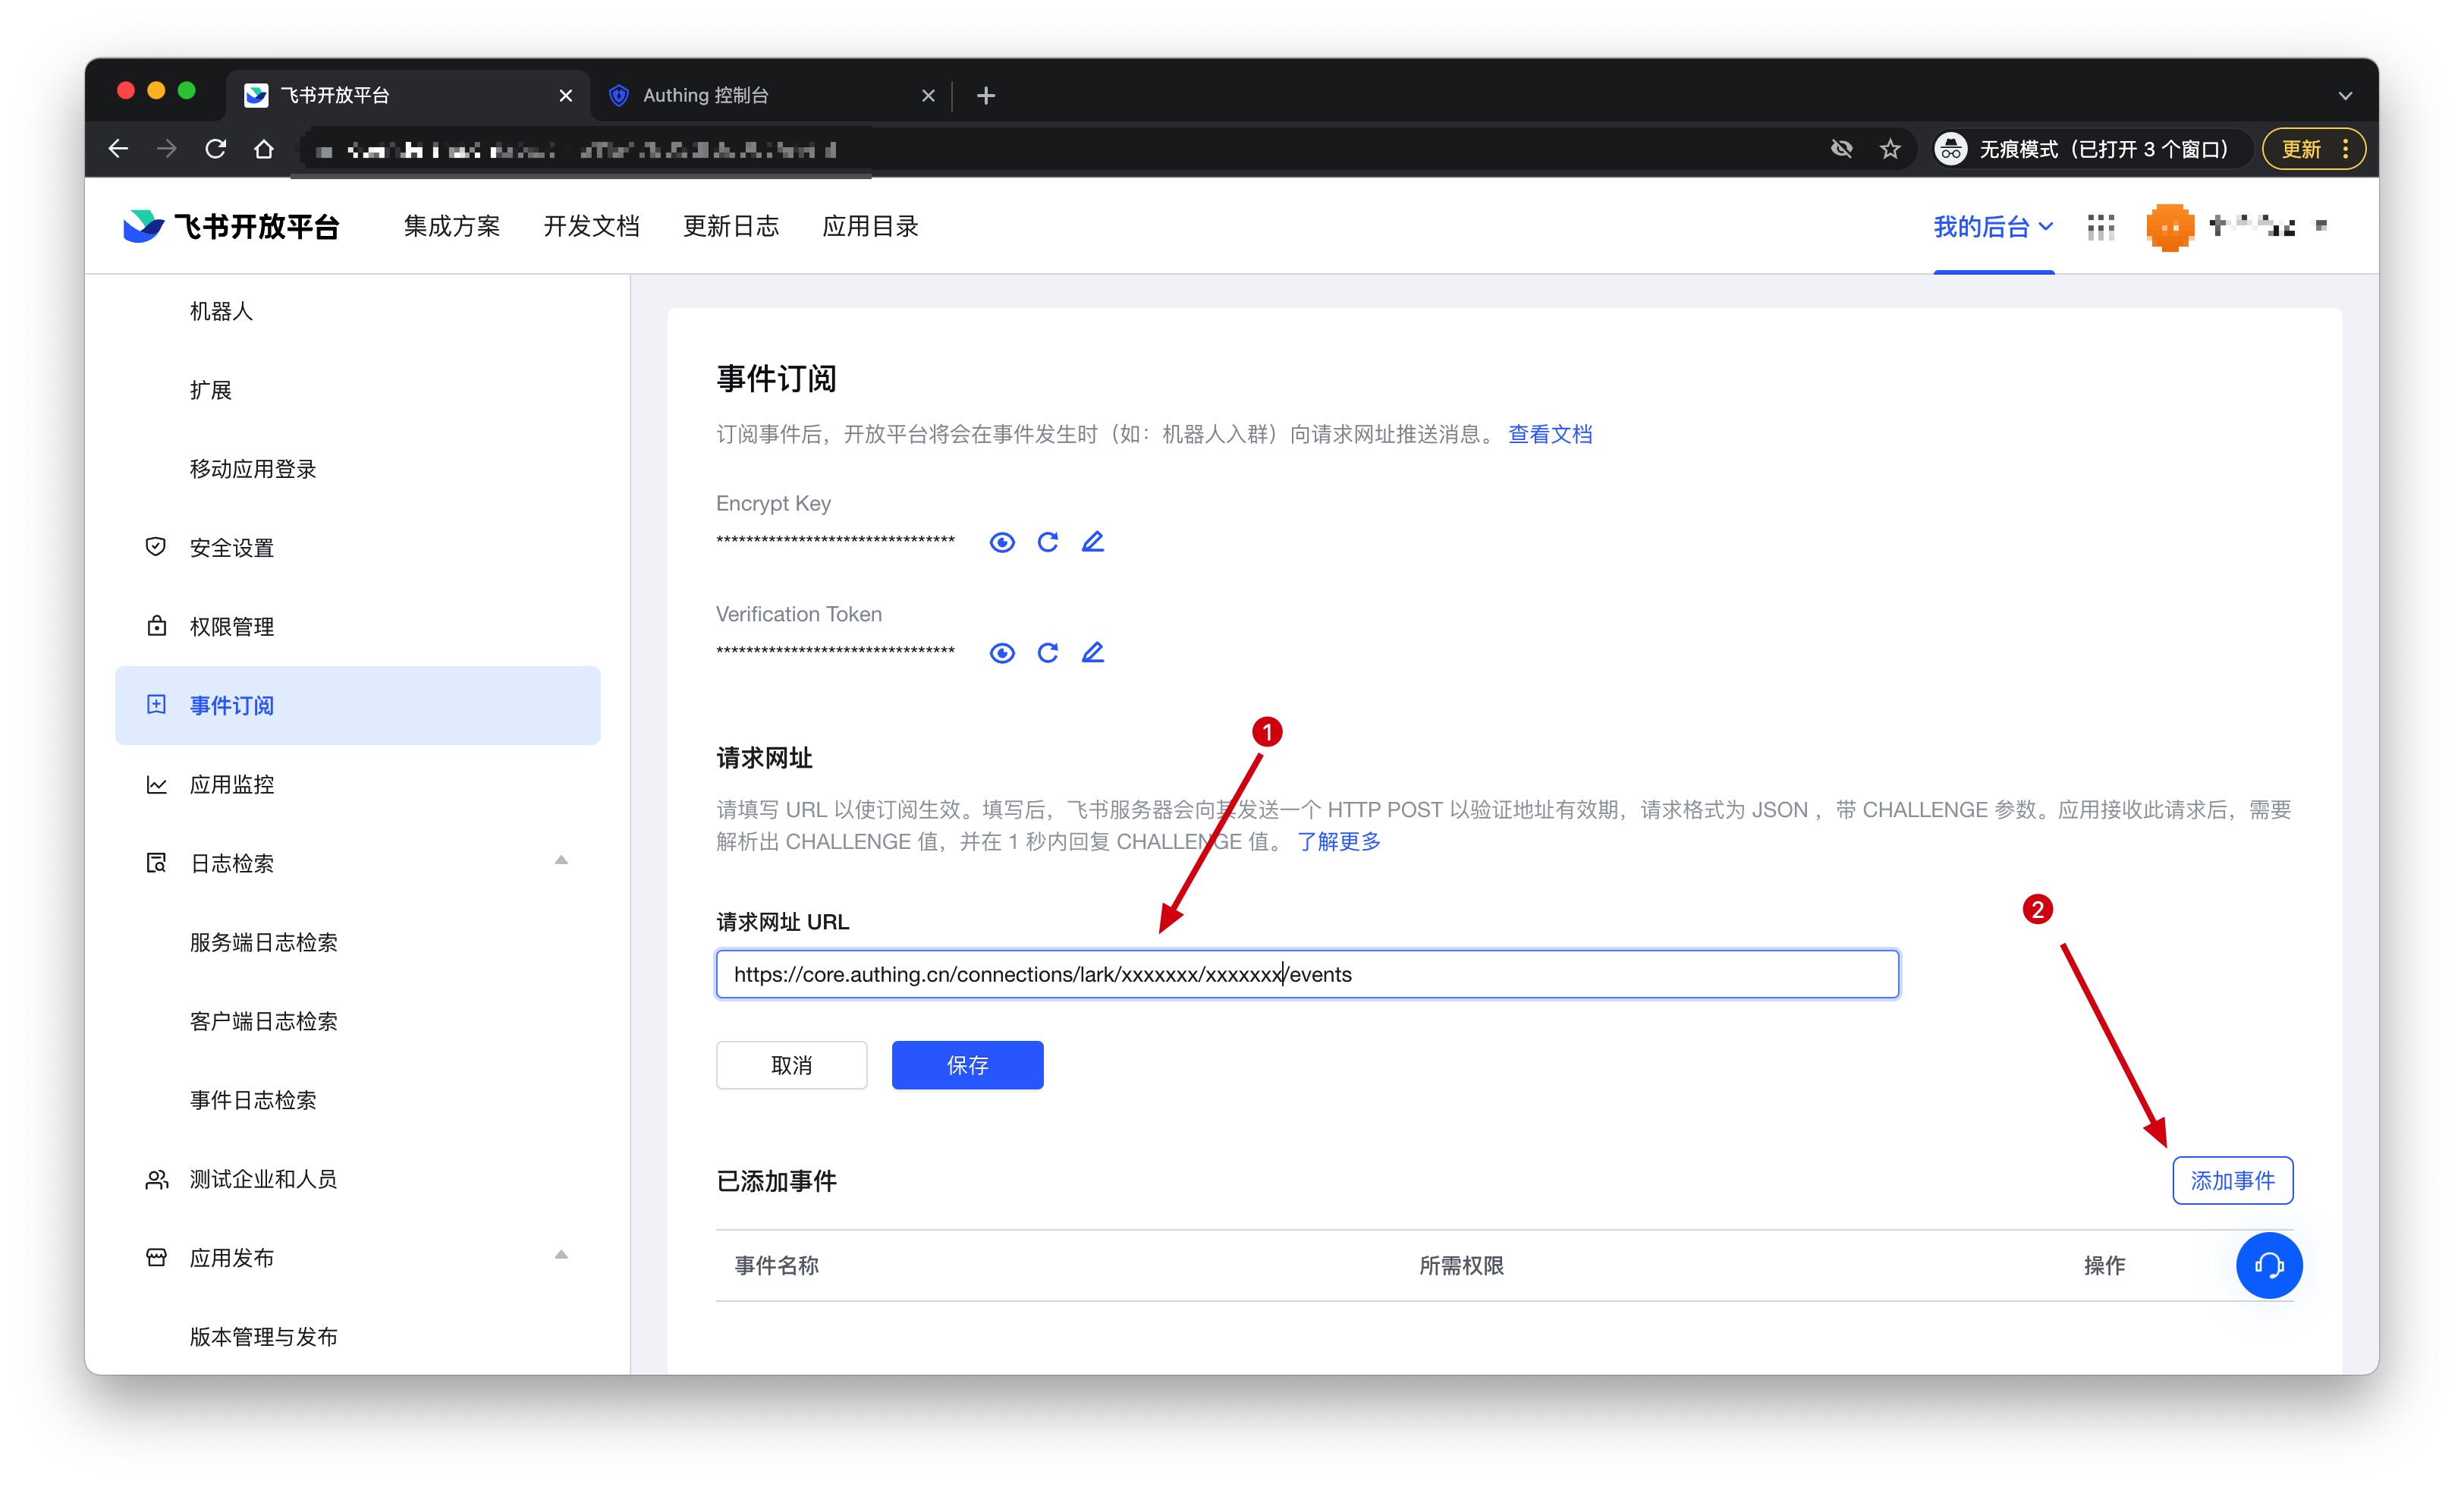 飞书开放平台
Authing 控制台
无痕模式（已打开 3 个窗口）
更新
飞书开放平台
集成方案
开发文档
更新日志
应用目录
我的后台
机器人
扩展
移动应用登录
安全设置
权限管理
事件订阅
应用监控
日志检索
服务端日志检索
客户端日志检索
事件日志检索
测试企业和人员
应用发布
版本管理与发布
事件订阅
订阅事件后，开放平台将会在事件发生时（如：机器人入群）向请求网址推送消息。 查看文档
Encrypt Key
********************************
Verification Token
********************************
1
请求网址
请填写 URL 以使订阅生效。填写后，飞书服务器会向其发送一个 HTTP POST 以验证地址有效期，请求格式为 JSON ，带 CHALLENGE 参数。应用接收此请求后，需要
解析出 CHALLENGE 值，并在 1 秒内回复 CHALLENGE 值。 了解更多
2
请求网址 URL
https://core.authing.cn/connections/lark/xxxxxxx/xxxxxxx/events
取消
保存
已添加事件
添加事件
事件名称
所需权限
操作